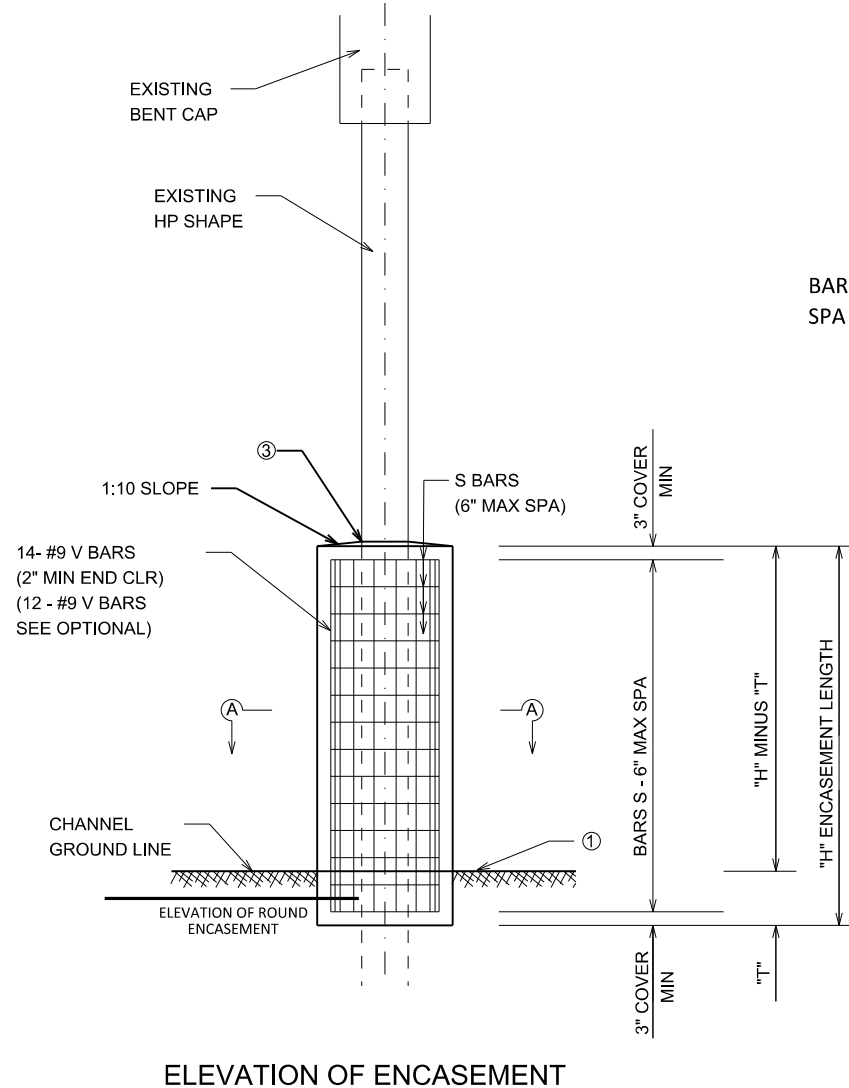 EXISTING
BENT CAP
EXISTING
HP SHAPE
BAR
SPA
3
1:10 SLOPE
S BARS
(6" MAX SPA)
3" COVER
MIN
14- #9 V BARS
(2" MIN END CLR)
(12 - #9 V BARS
SEE OPTIONAL)
A
A
BARS S - 6" MAX SPA
"H" MINUS "T"
"H" ENCASEMENT LENGTH
CHANNEL
GROUND LINE
1
ELEVATION OF ROUND
ENCASEMENT
3" COVER
MIN
"T"
ELEVATION OF ENCASEMENT